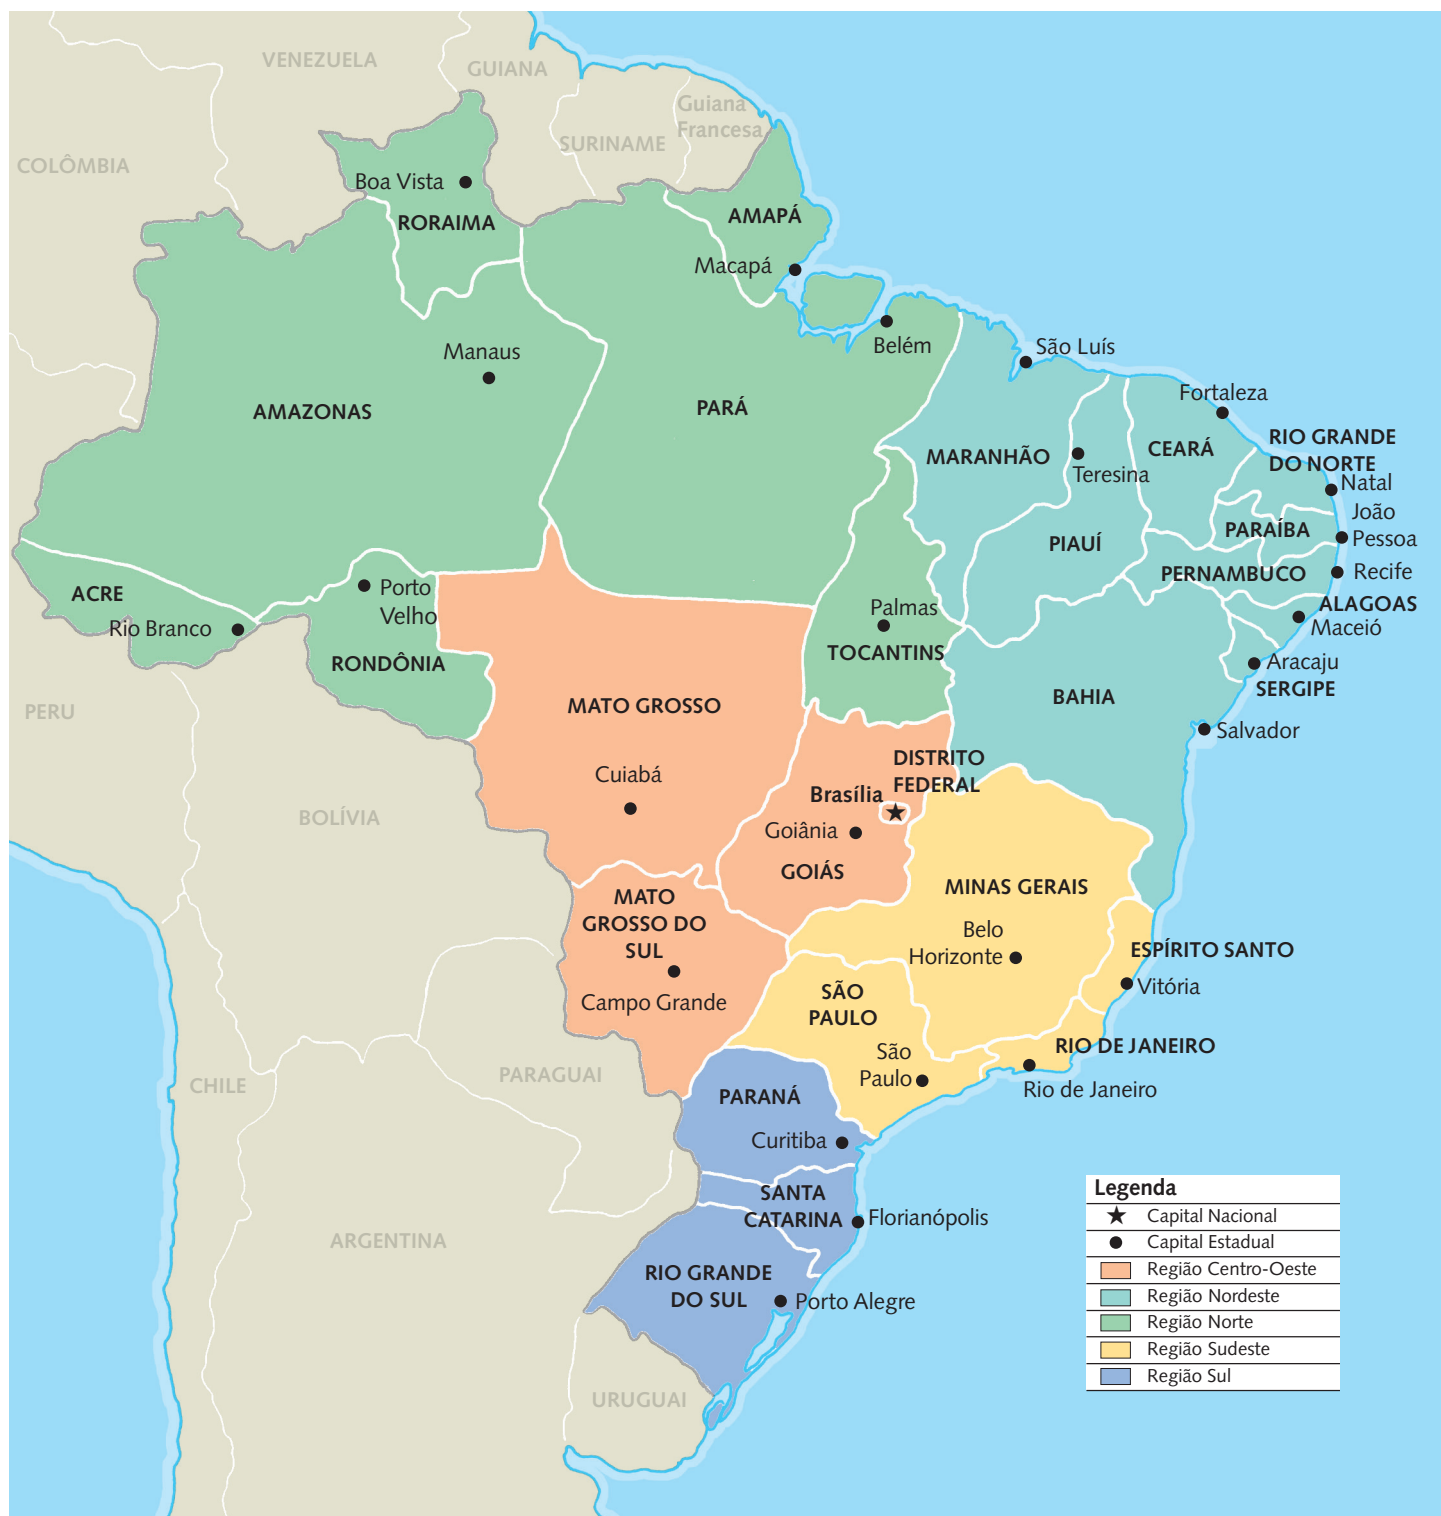 VENEZUELA
GUIANA
Guiana
Francesa
SURINAME
COLÔMBIA
Boa Vista
RORAIMA
AMAPÁ
Macapá
Belém
São Luís
Manaus
Fortaleza
AMAZONAS
PARÁ
MARANHÃO
CEARÁ
RIO GRANDE
DO NORTE
Teresina
Natal
João
Pessoa
PARAÍBA
PIAUÍ
PERNAMBUCO
Recife
ACRE
Porto
Velho
Rio Branco
Palmas
ALAGOAS
Maceió
RONDÔNIA
TOCANTINS
Aracaju
SERGIPE
PERU
MATO GROSSO
BAHIA
Salvador
DISTRITO
FEDERAL
Cuiabá
Brasília
BOLÍVIA
Goiânia
GOIÁS
MINAS GERAIS
MATO
GROSSO DO
SUL
Belo
Horizonte
ESPÍRITO SANTO
Campo Grande
Vitória
SÃO
PAULO
São
Paulo
RIO DE JANEIRO
Rio de Janeiro
CHILE
PARAGUAI
PARANÁ
Curitiba
SANTA
CATARINA
Florianópolis
ARGENTINA
RIO GRANDE
DO SUL
Porto Alegre
URUGUAI
Legenda
Capital Nacional
Capital Estadual
Região Centro-Oeste
Região Nordeste
Região Norte
Região Sudeste
Região Sul